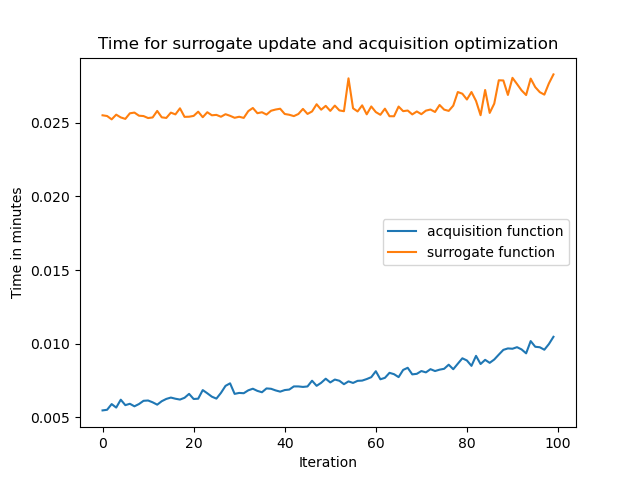 Time for surrogate update and acquisition optimization
Time in minutes
0.025
0.020
0.015
0.010
0.005
acquisition function
surrogate function
0 20 40 60 80 100
Iteration